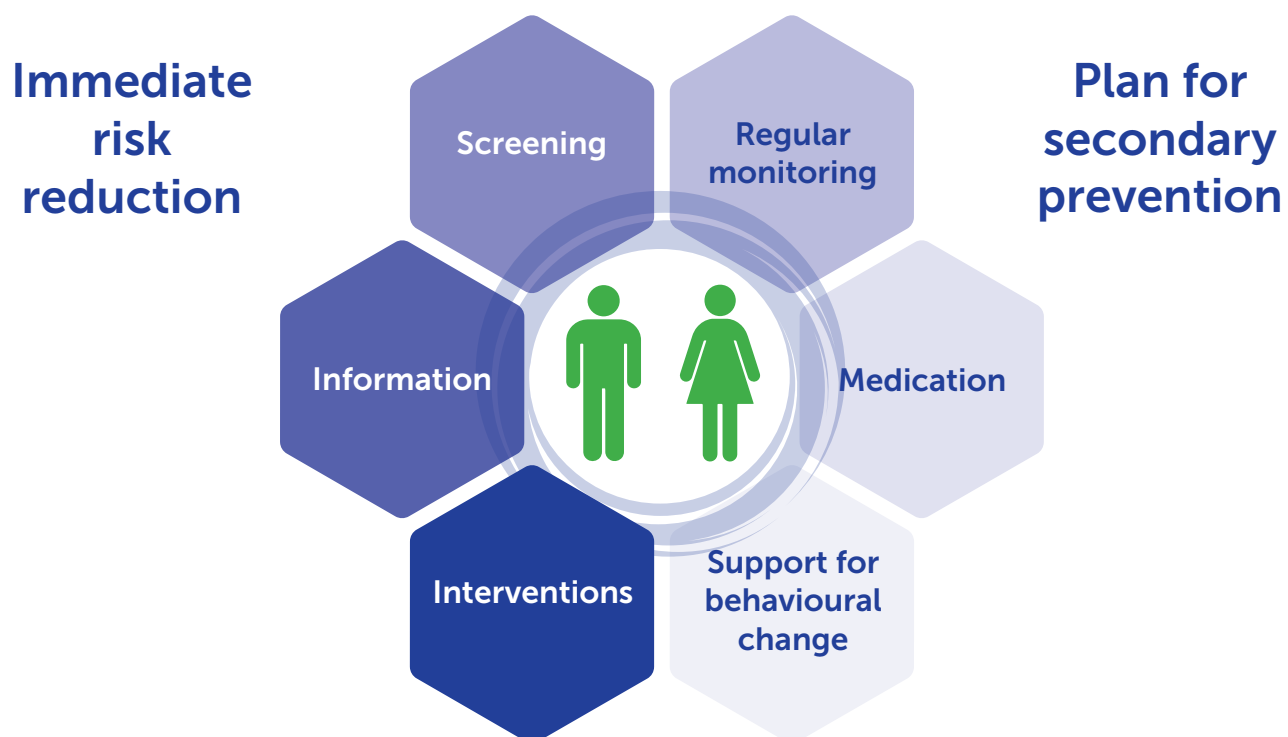 Immediate
risk
reduction
Plan for
secondary
prevention
Screening
Regular
monitoring
Information
Medication
Interventions
Support for
behavioural
change